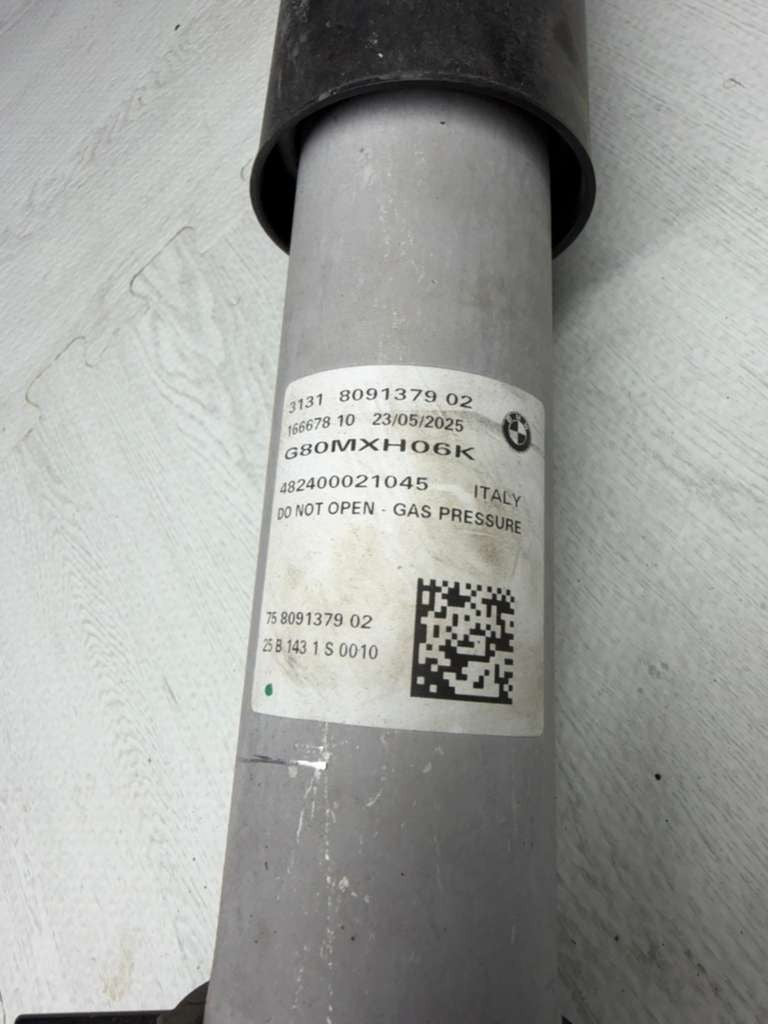 3131 8091379 02
166678 10 23/05/2025
G80MXH06K
482400021045 ITALY
DO NOT OPEN - GAS PRESSURE
75 8091379 02
25 B 143 1 S 0010